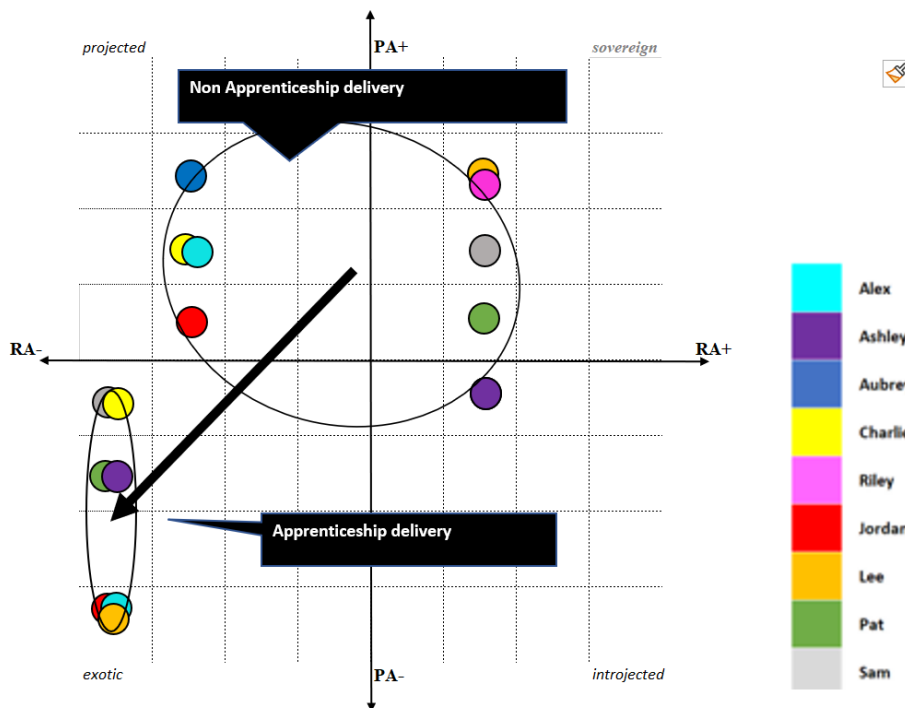 projected
PA+
sovereign
Non Apprenticeship delivery
RA-
RA+
Apprenticeship delivery
exotic
PA-
introjected
Alex
Ashley
Aubre
Charlie
Riley
Jordan
Lee
Pat
Sam